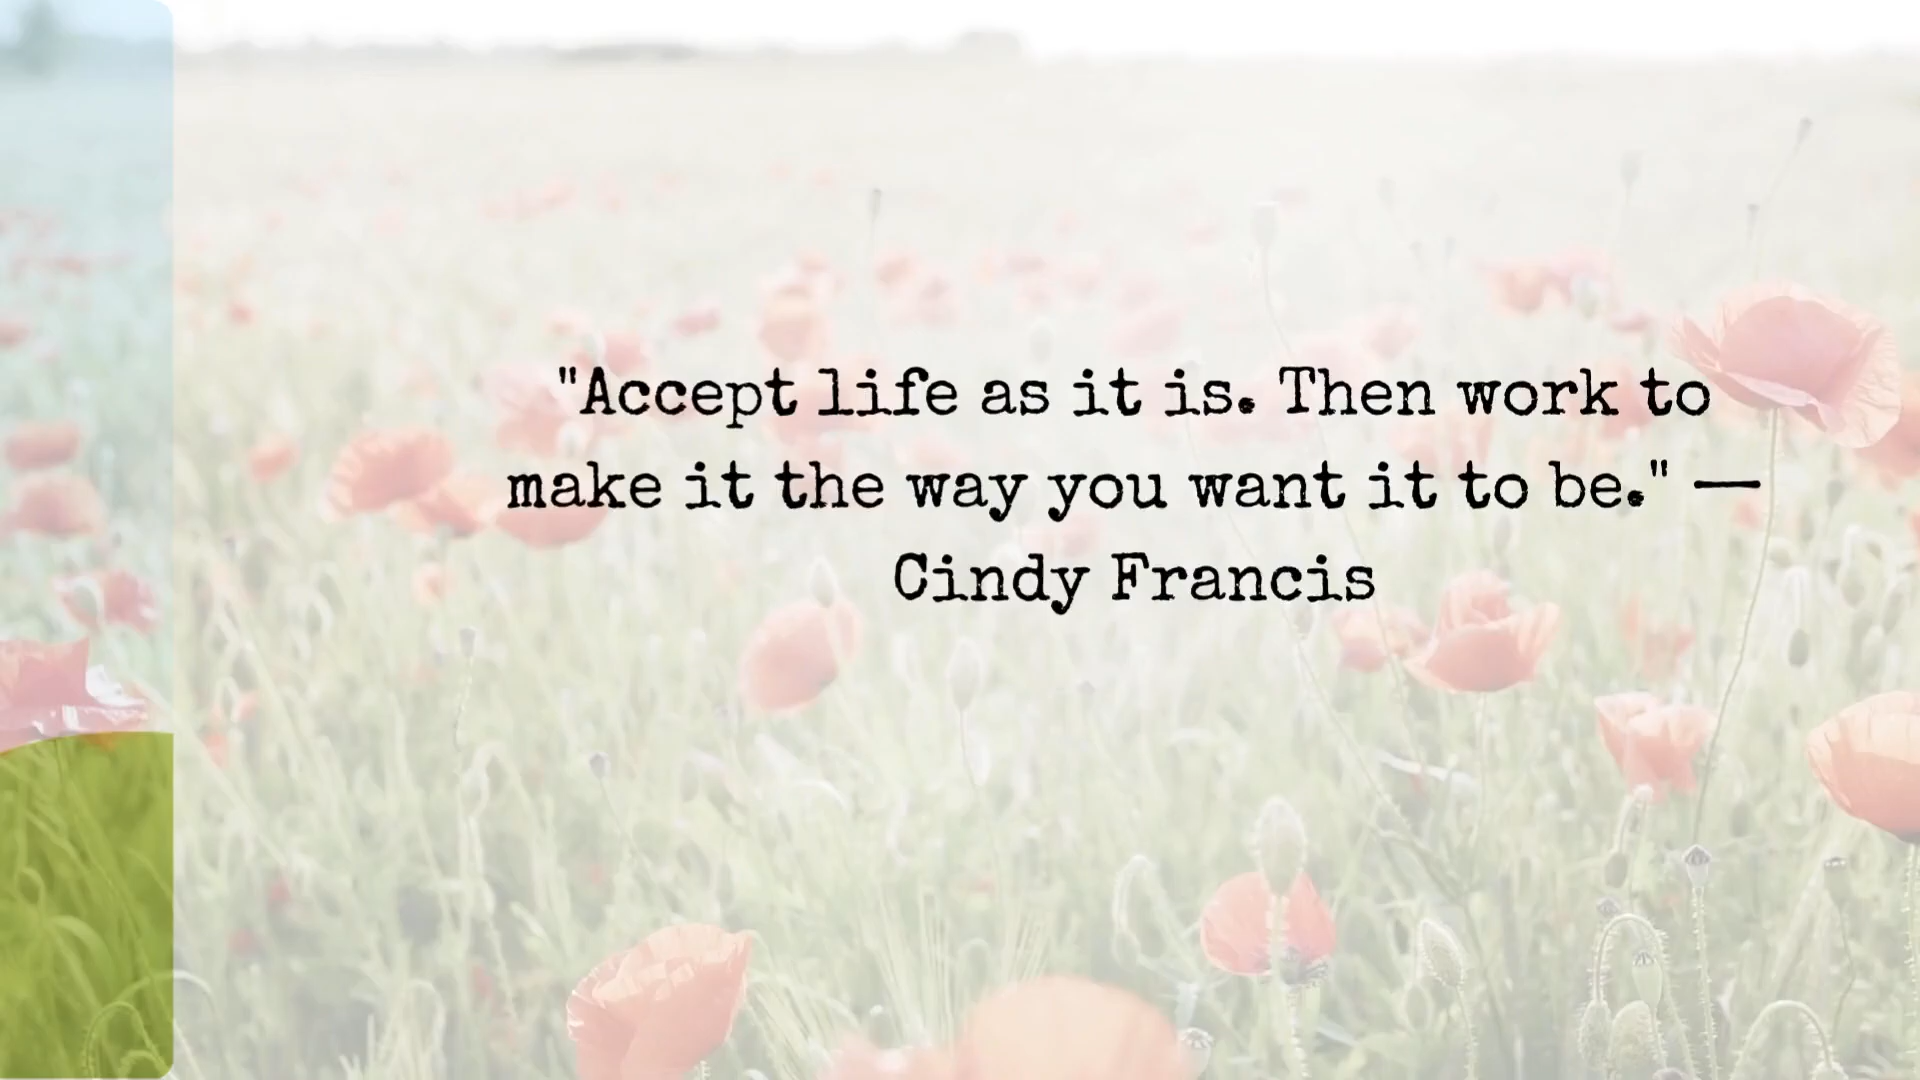 "Accept life as it is. Then work to
make it the way you want it to be." —
Cindy Francis